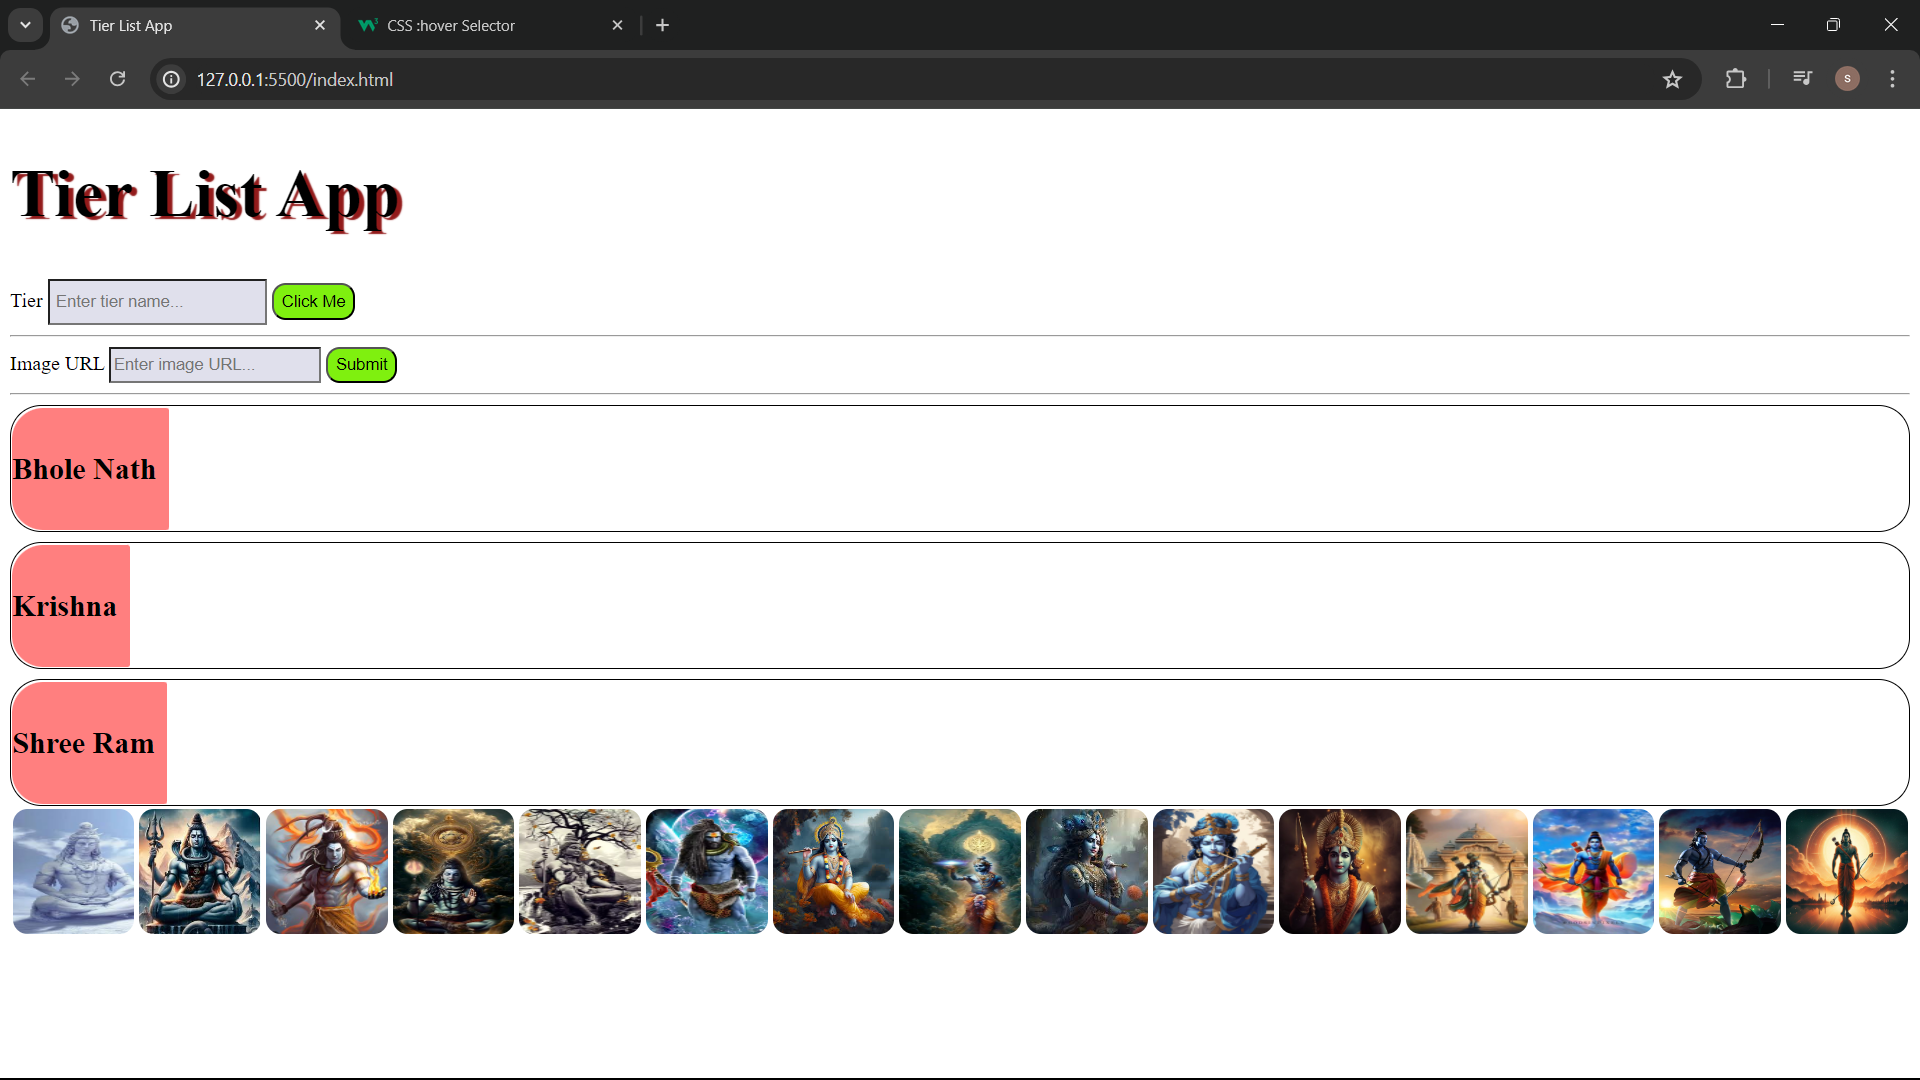 Tier List App
CSS :hover Selector
127.0.0.1:5500/index.html
s
Tier List App
Tier Enter tier name... Click Me
Image URL Enter image URL... Submit
Bhole Nath
Krishna
Shree Ram